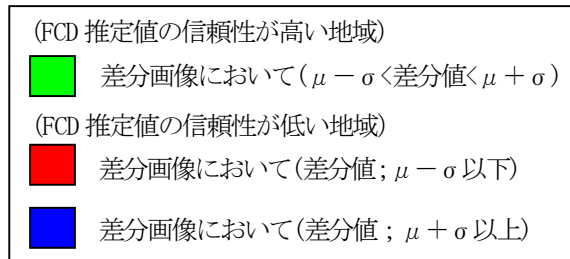 (FCD 推定値の信頼性が高い地域)
差分画像において(μ－σ<差分値<μ＋σ)
(FCD 推定値の信頼性が低い地域)
差分画像において(差分値；μ－σ以下)
差分画像において(差分値；μ＋σ以上)